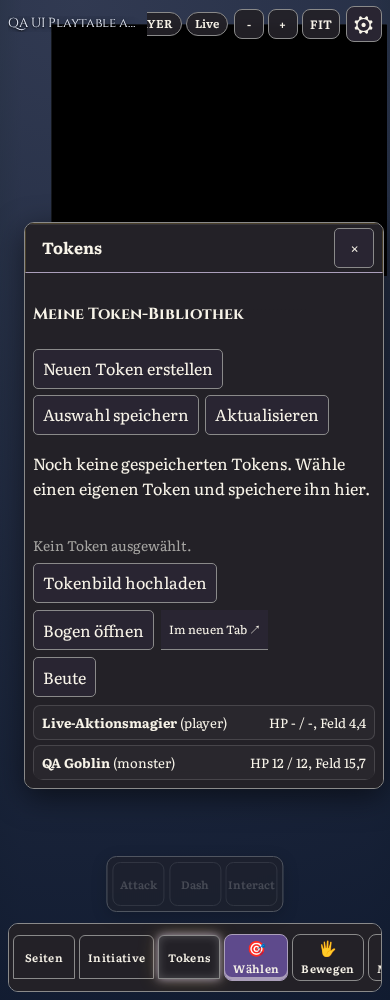 QA UI Playtable A...
YER
Live
-
+
FIT
Tokens
×
Meine Token-Bibliothek
Neuen Token erstellen
Auswahl speichern
Aktualisieren
Noch keine gespeicherten Tokens. Wähle
einen eigenen Token und speichere ihn hier.
Kein Token ausgewählt.
Tokenbild hochladen
Bogen öffnen
Im neuen Tab ↗
Beute
Live-Aktionsmagier (player) HP - / -, Feld 4,4
QA Goblin (monster) HP 12 / 12, Feld 15,7
Attack
Dash
Interact
Seiten
Initiative
Tokens
Wählen
Bewegen